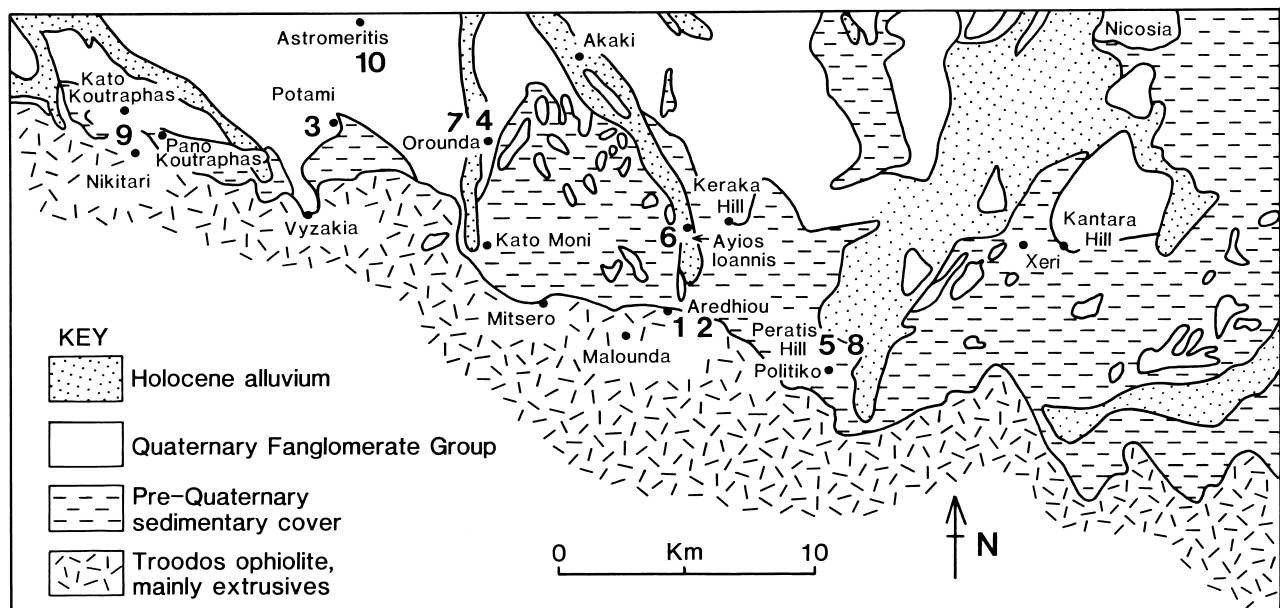 Astromeritis
10
Akaki
Nicosia
Kato
Koutraphas
Potami
9
3
7 4
Orounda
Pano
Koutraphas
Nikitari
Vyzakia
Keraka
Hill
Kantara
Hill
Kato Moni
6
Ayios
Ioannis
Xeri
Mitsero
Aredhiou
1 2
Malounda
Peratis
Hill
5 8
Politiko
KEY
Holocene alluvium
Quaternary Fanglomerate Group
Pre-Quaternary
sedimentary cover
Troodos ophiolite,
mainly extrusives
0 Km 10
N